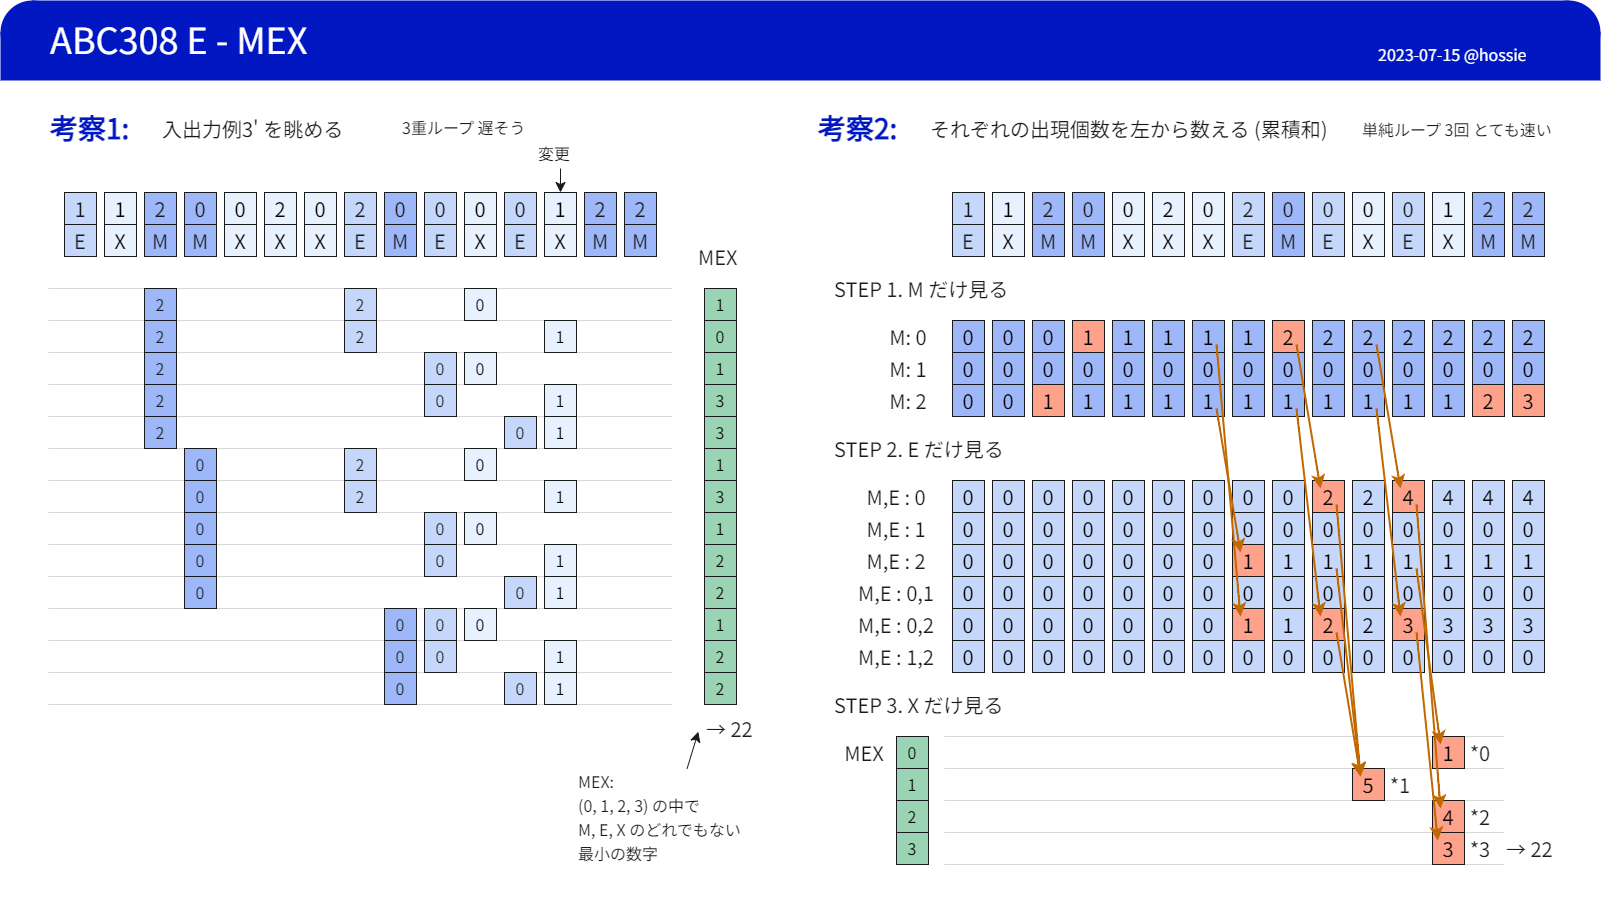 ABC308 E - MEX
2023-07-15 @hossie
考察1: 入出力例3' を眺める 3重ループ 遅そう
変更
1 1 2 0 0 2 0 2 0 0 0 0 1 2 2
E X M M X X X E M E X E X M M
MEX
2 2 0 1
2 2 1 0
2 0 0 1
2 0 1 3
2 0 1 3
0 2 0 1
0 2 1 3
0 0 0 1
0 0 1 2
0 0 1 2
0 0 0 1
0 0 1 2
0 0 1 2
→ 22
MEX:
(0, 1, 2, 3) の中で
M, E, X のどれでもない
最小の数字
考察2: それぞれの出現個数を左から数える (累積和) 単純ループ 3回 とても速い
1 1 2 0 0 2 0 2 0 0 0 0 1 2 2
E X M M X X X E M E X E X M M
STEP 1. M だけ見る
M: 0 0 0 0 1 1 1 1 1 2 2 2 2 2 2 2
M: 1 0 0 0 0 0 0 0 0 0 0 0 0 0 0 0
M: 2 0 0 1 1 1 1 1 1 1 1 1 1 1 2 3
STEP 2. E だけ見る
M,E : 0 0 0 0 0 0 0 0 0 0 2 2 4 4 4 4
M,E : 1 0 0 0 0 0 0 0 0 0 0 0 0 0 0 0
M,E : 2 0 0 0 0 0 0 0 1 1 1 1 1 1 1 1
M,E : 0,1 0 0 0 0 0 0 0 0 0 0 0 0 0 0 0
M,E : 0,2 0 0 0 0 0 0 0 1 1 2 2 3 3 3 3
M,E : 1,2 0 0 0 0 0 0 0 0 0 0 0 0 0 0 0
STEP 3. X だけ見る
MEX 0 1 *0
1 5 *1
2 4 *2
3 3 *3 → 22